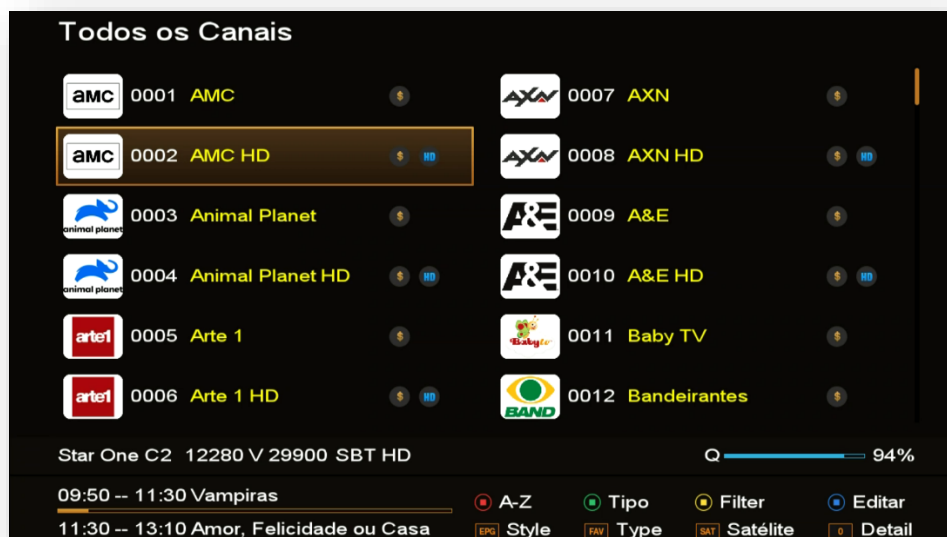 Todos os Canais
amc 0001 AMC $
amc 0002 AMC HD $ HD
animal planet 0003 Animal Planet $
animal planet 0004 Animal Planet HD $ HD
arte1 0005 Arte 1 $
arte1 0006 Arte 1 HD $ HD
AXN 0007 AXN $
AXN 0008 AXN HD $ HD
A&E 0009 A&E $
A&E 0010 A&E HD $ HD
Babytv 0011 Baby TV $
BAND 0012 Bandeirantes $
Star One C2 12280 V 29900 SBT HD
Q 94%
09:50 -- 11:30 Vampiras
11:30 -- 13:10 Amor, Felicidade ou Casa
A-Z Tipo Filter Editar
EPG Style FAV Type SAT Satélite 0 Detail